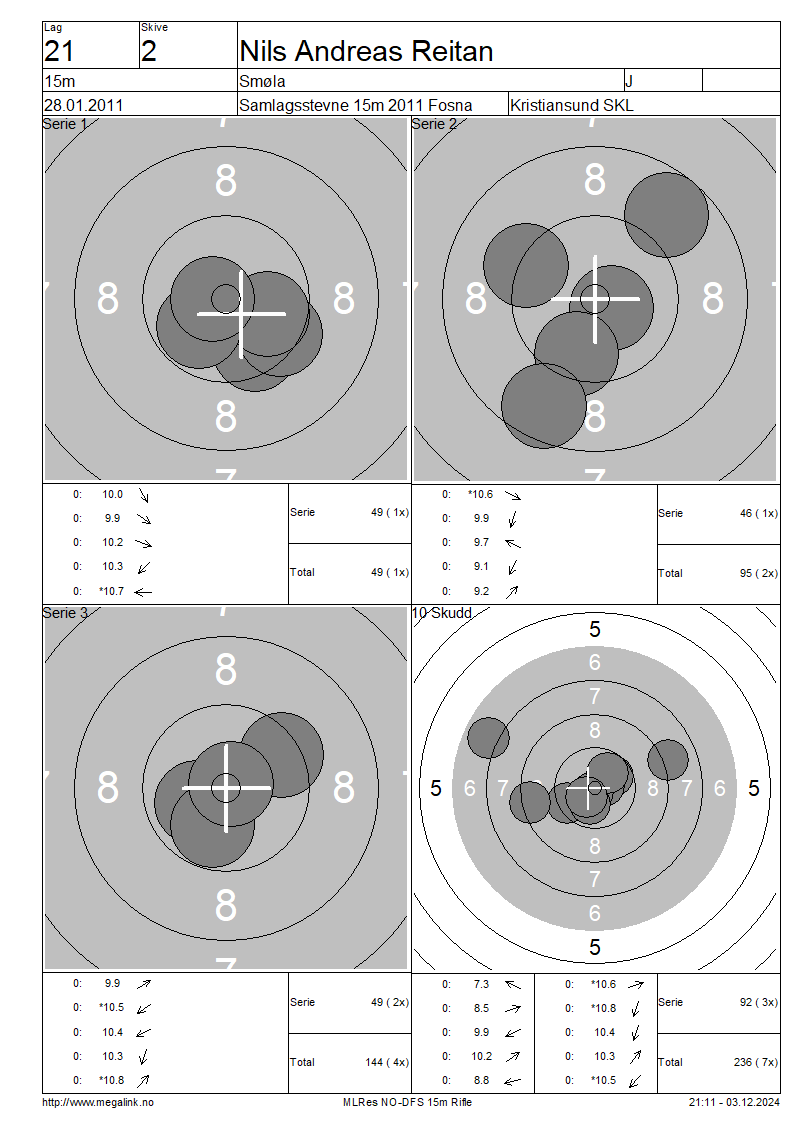 Lag Skive
21 2 Nils Andreas Reitan
15m Smøla J
28.01.2011 Samlagsstevne 15m 2011 Fosna Kristiansund SKL
Serie 1 Serie 2
7 7
8 8
7 8 8 7 8 8 7
8 8
7 7
0: 10.0
0: 9.9
0: 10.2
0: 10.3
0: *10.7
Serie 49 ( 1x)
Total 49 ( 1x)
0: *10.6
0: 9.9
0: 9.7
0: 9.1
0: 9.2
Serie 46 ( 1x)
Total 95 ( 2x)
Serie 3 10 Skudd
7
8
7 8 8
8
7
5
6
7
8
5 6 7 8 7 6 5
8
7
6
5
0: 9.9
0: *10.5
0: 10.4
0: 10.3
0: *10.8
Serie 49 ( 2x)
Total 144 ( 4x)
0: 7.3
0: 8.5
0: 9.9
0: 10.2
0: 8.8
0: *10.6
0: *10.8
0: 10.4
0: 10.3
0: *10.5
Serie 92 ( 3x)
Total 236 ( 7x)
http://www.megalink.no MLRes NO-DFS 15m Rifle 21:11 - 03.12.2024